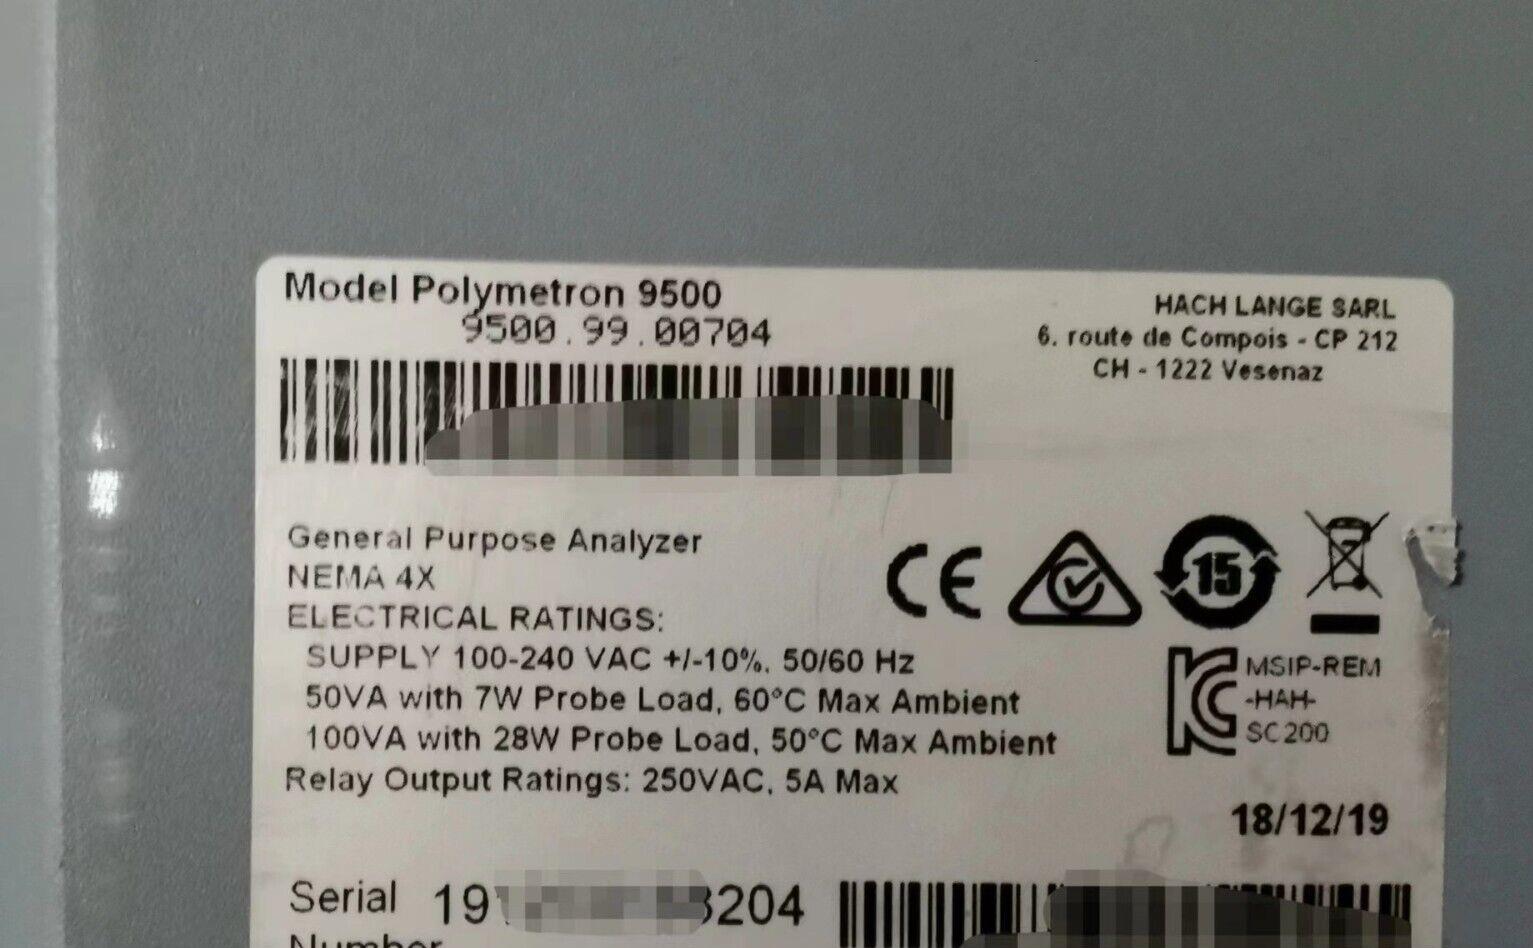 Model Polymetron 9500
9500.99.00704
HACH LANGE SARL
6. route de Compois - CP 212
CH - 1222 Vesenaz
General Purpose Analyzer
NEMA 4X
ELECTRICAL RATINGS:
SUPPLY 100-240 VAC +/-10%. 50/60 Hz
50VA with 7W Probe Load, 60°C Max Ambient
100VA with 28W Probe Load, 50°C Max Ambient
Relay Output Ratings: 250VAC, 5A Max
CE
15
MSIP-REM
-HAH-
SC200
18/12/19
Serial
Number